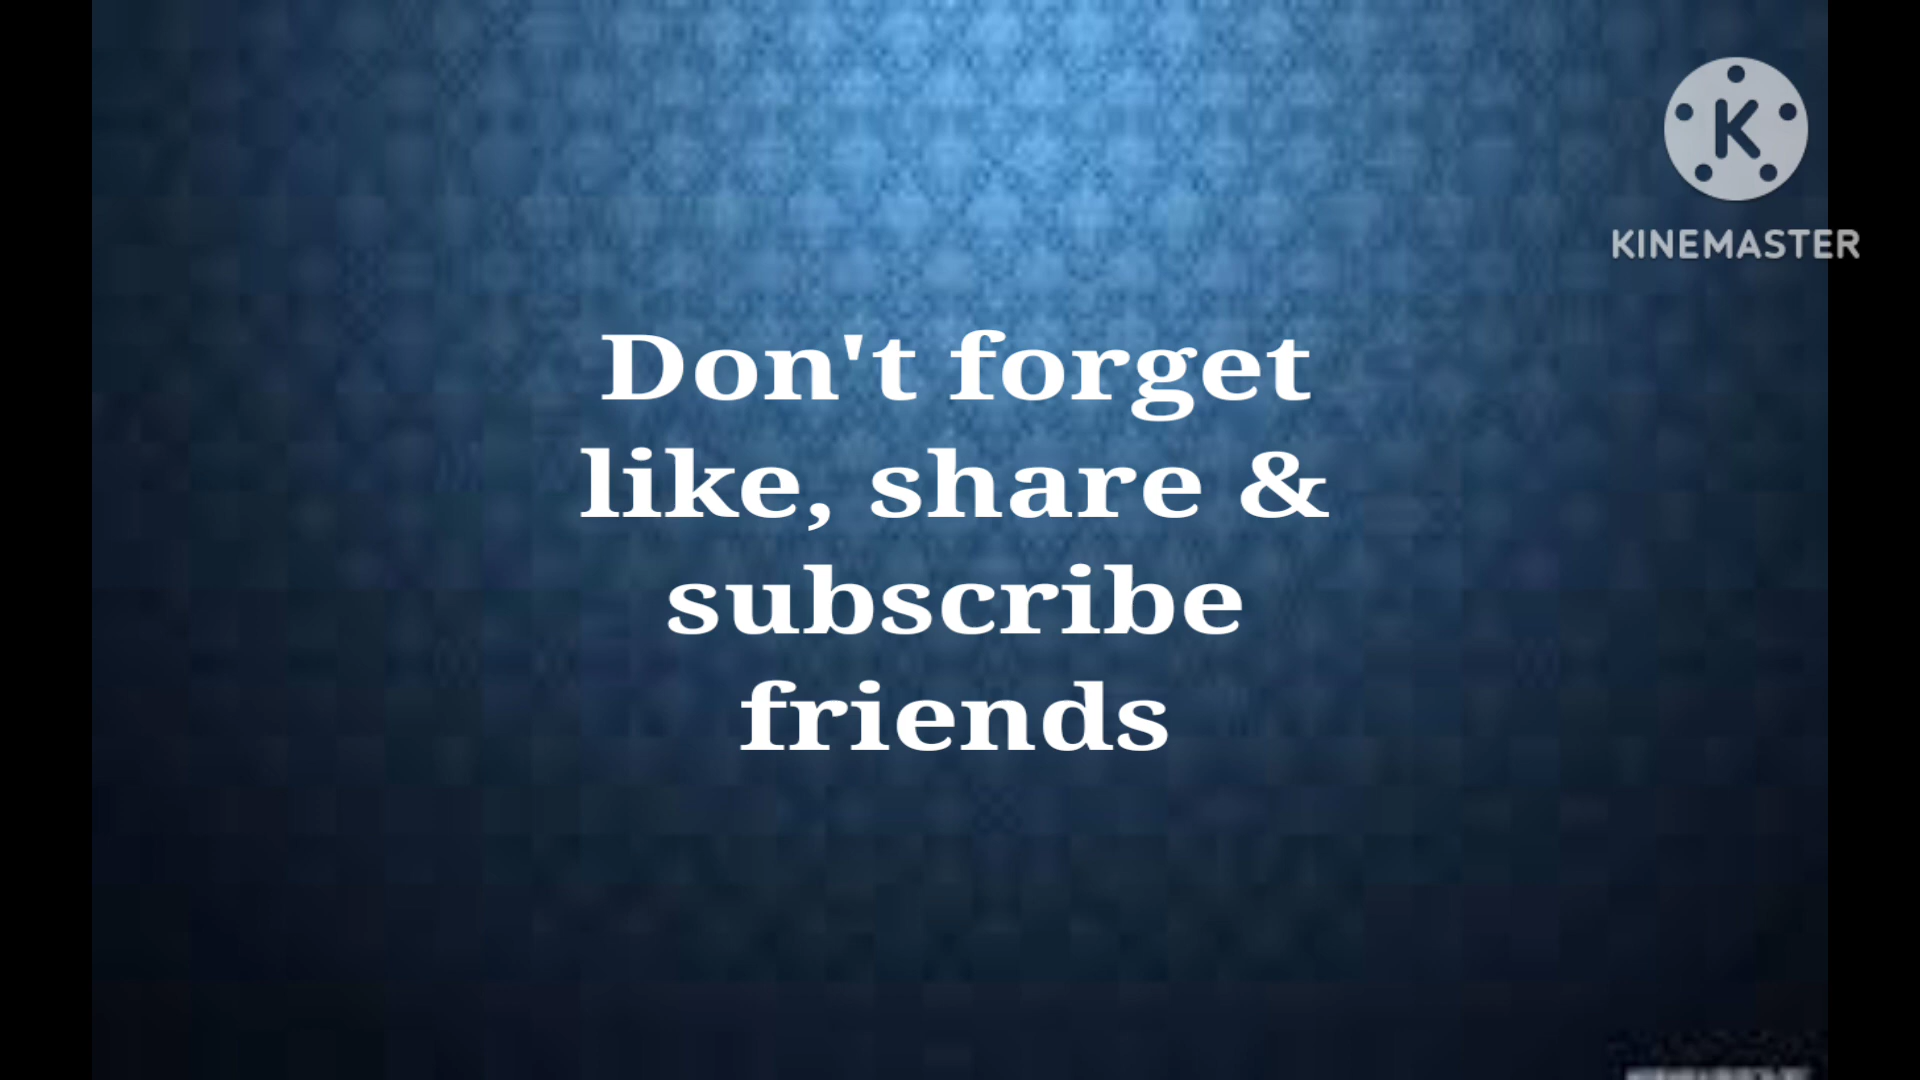 K
KINEMASTER
Don't forget
like, share &
subscribe
friends